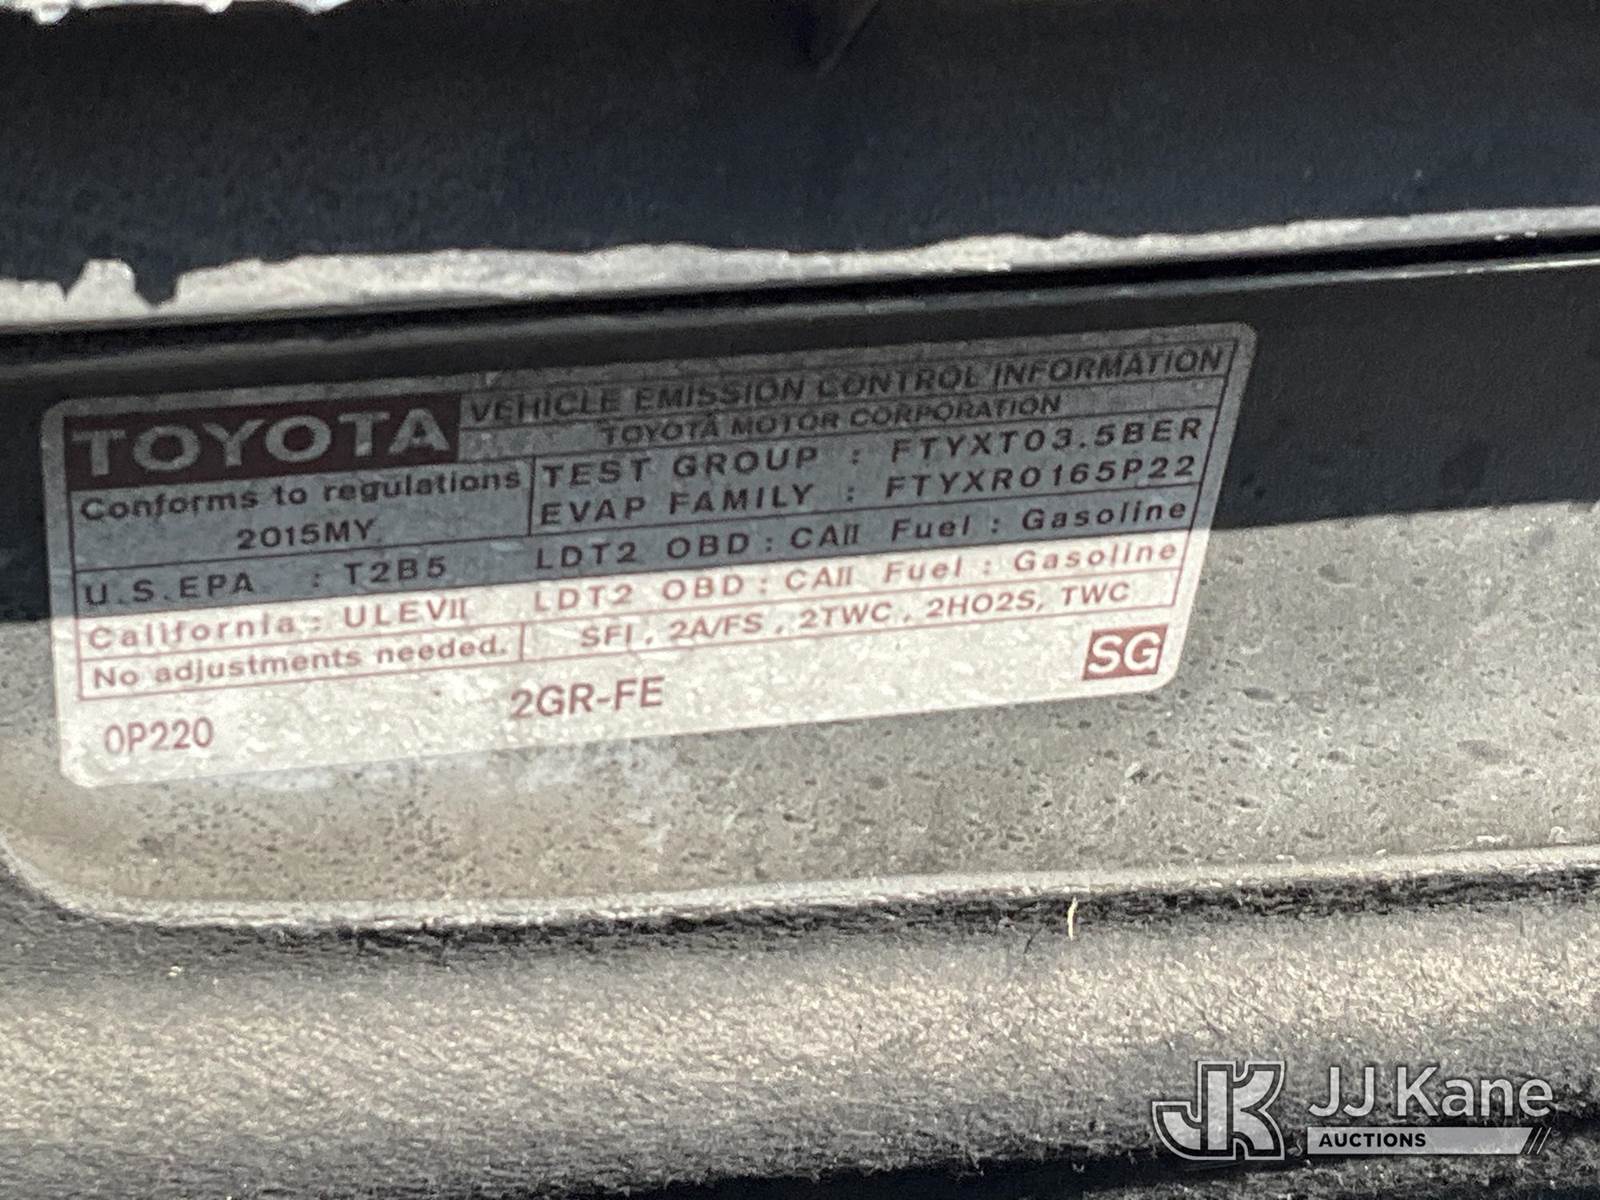 TOYOTA VEHICLE EMISSION CONTROL INFORMATION
TOYOTA MOTOR CORPORATION
Conforms to regulations
2015MY
TEST GROUP : FTYXT03.5BER
EVAP FAMILY : FTYXR0165P22
U.S.EPA : T2B5 LDT2 OBD : CAII Fuel : Gasoline
California : ULEVII LDT2 OBD : CAII Fuel : Gasoline
No adjustments needed. SFI, 2A/FS, 2TWC, 2HO2S, TWC
0P220 2GR-FE SG
JK JJ Kane
AUCTIONS